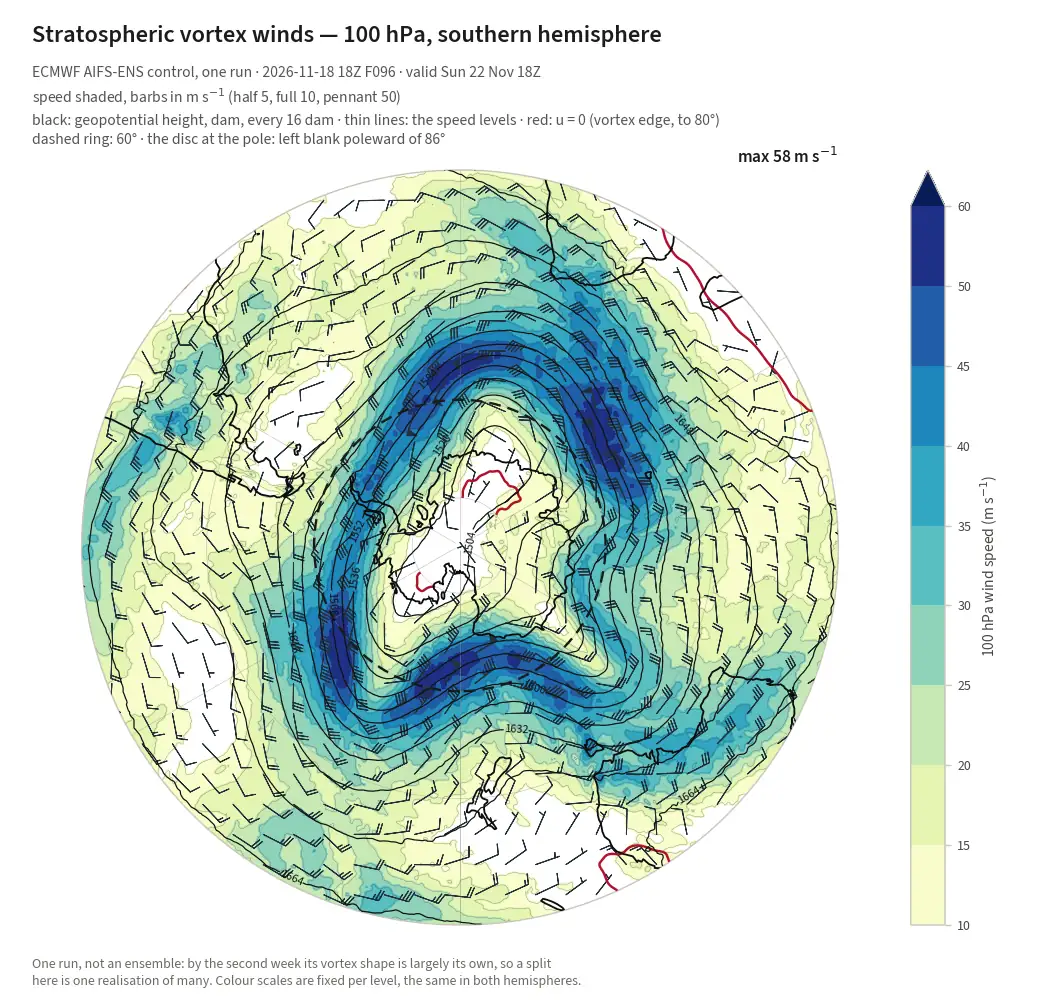 Stratospheric vortex winds — 100 hPa, southern hemisphere
ECMWF AIFS-ENS control, one run · 2026-11-18 18Z F096 · valid Sun 22 Nov 18Z
speed shaded, barbs in m s⁻¹ (half 5, full 10, pennant 50)
black: geopotential height, dam, every 16 dam · thin lines: the speed levels · red: u = 0 (vortex edge, to 80°)
dashed ring: 60° · the disc at the pole: left blank poleward of 86°
max 58 m s⁻¹
60
50
45
40
35
30
25
20
15
10
100 hPa wind speed (m s⁻¹)
1504
1552
1536
1632
1664
1664
One run, not an ensemble: by the second week its vortex shape is largely its own, so a split
here is one realisation of many. Colour scales are fixed per level, the same in both hemispheres.